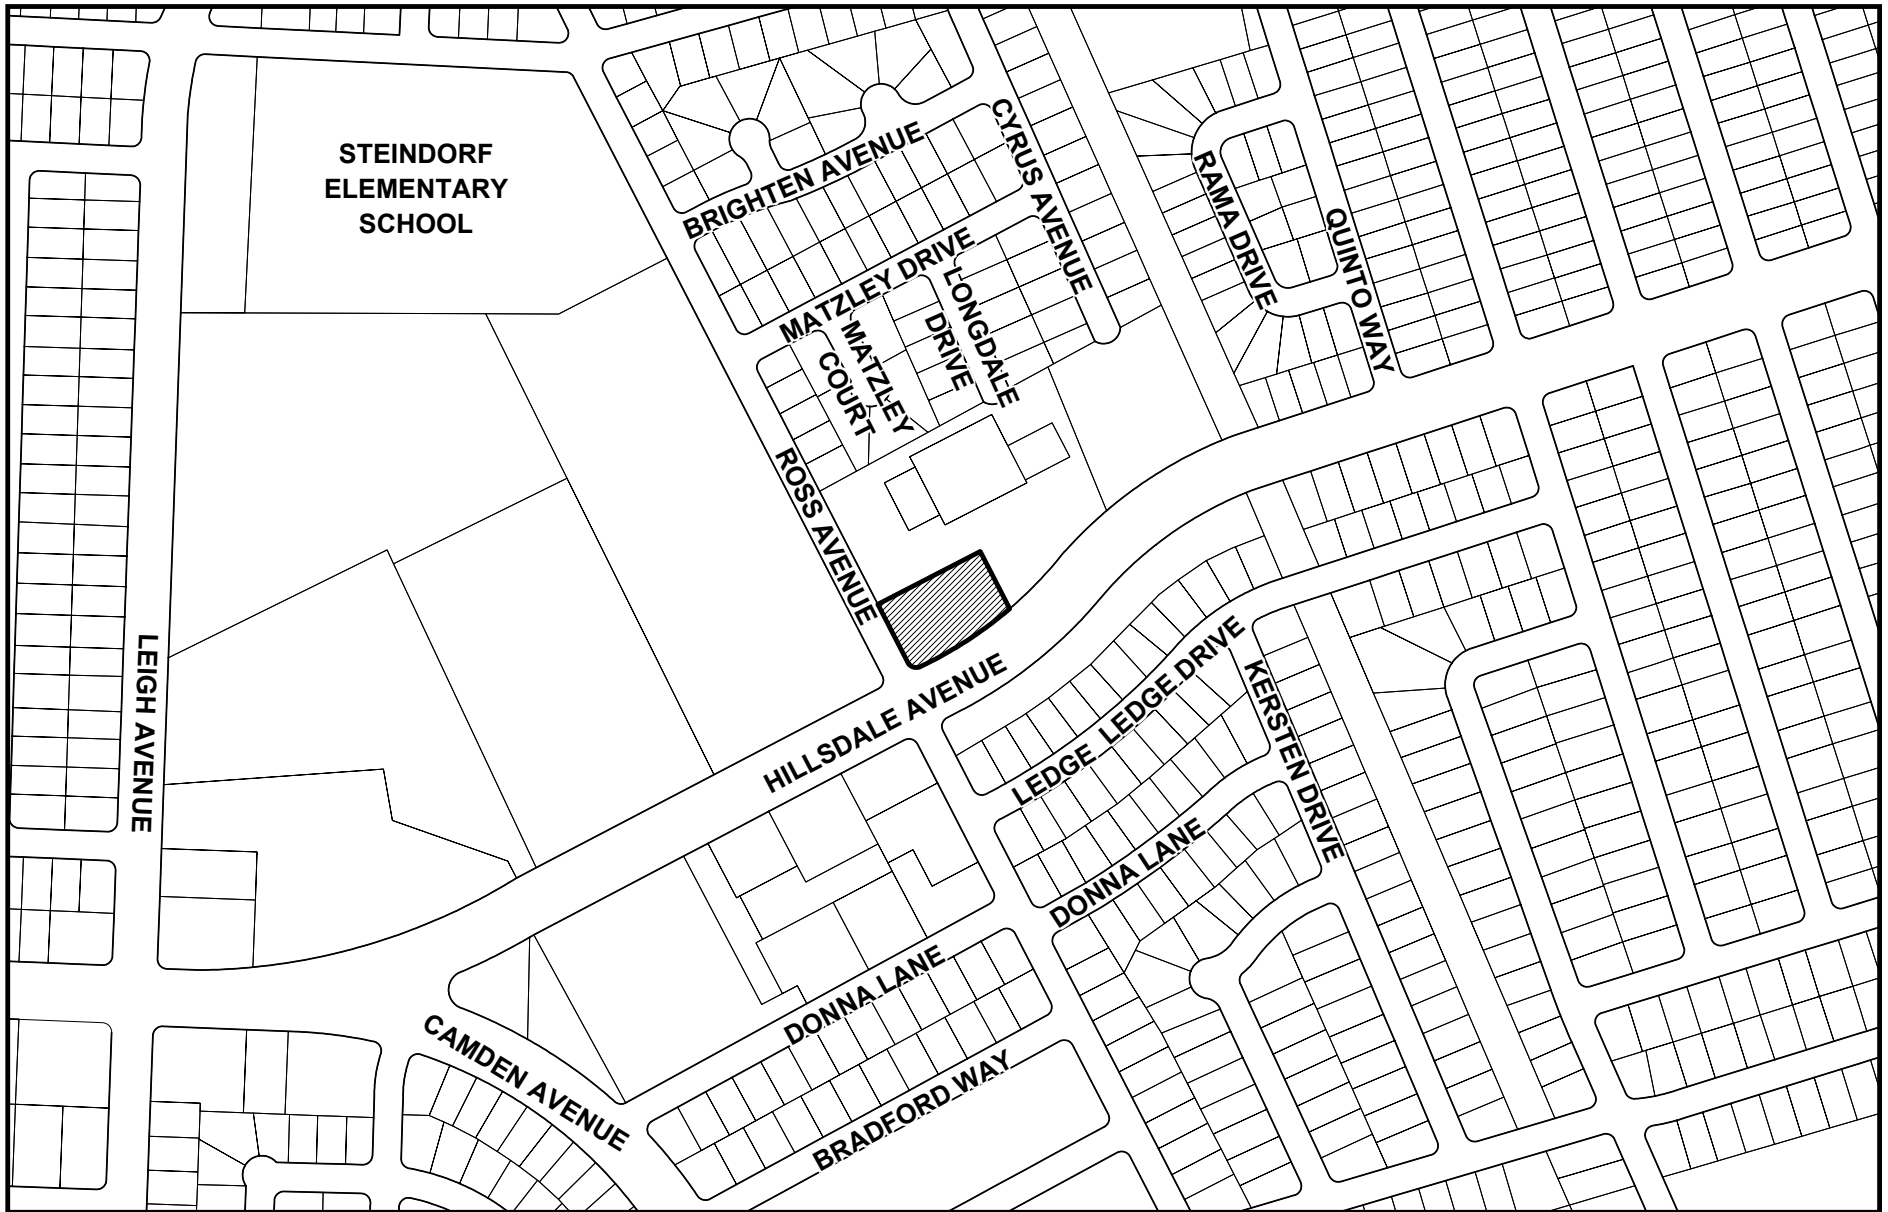 STEINDORF
ELEMENTARY
SCHOOL
BRIGHTEN AVENUE
CYRUS AVENUE
RAMA DRIVE
QUINTO WAY
MATZLEY DRIVE
LONGDALE
DRIVE
MATZLEY
COURT
ROSS AVENUE
LEIGH AVENUE
HILLSDALE AVENUE
LEDGE LEDGE DRIVE
KERSTEN DRIVE
DONNA LANE
DONNA LANE
CAMDEN AVENUE
BRADFORD WAY